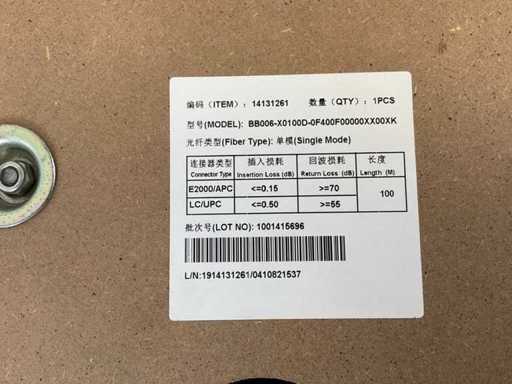 编码（ITEM）：14131261 数量（QTY）：1PCS
型号(MODEL): BB006-X0100D-0F400F00000XX00XK
光纤类型(Fiber Type): 单模(Single Mode)
连接器类型 插入损耗 回波损耗 长度
Connector Type Insertion Loss (dB) Return Loss (dB) Length (M)
E2000/APC <=0.15 >=70 100
LC/UPC <=0.50 >=55
批次号(LOT NO): 1001415696
L/N:1914131261/0410821537